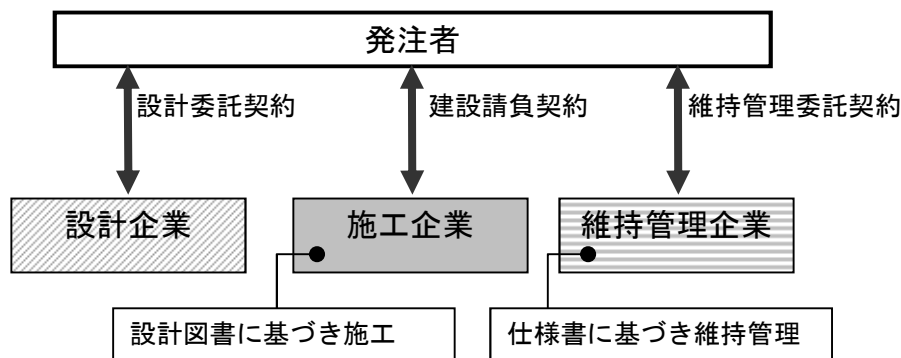 発注者
設計委託契約
建設請負契約
維持管理委託契約
設計企業
施工企業
維持管理企業
設計図書に基づき施工
仕様書に基づき維持管理